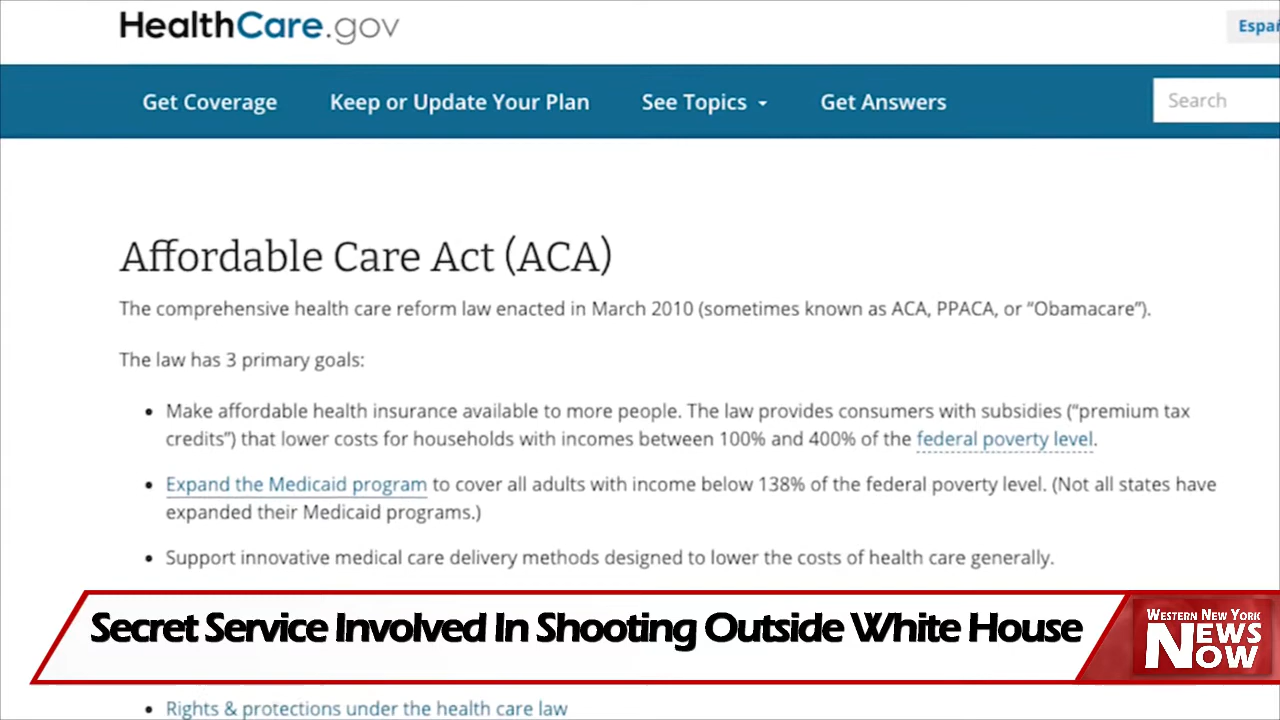 HealthCare.gov
Españ
Get Coverage
Keep or Update Your Plan
See Topics
Get Answers
Search
Affordable Care Act (ACA)
The comprehensive health care reform law enacted in March 2010 (sometimes known as ACA, PPACA, or “Obamacare”).
The law has 3 primary goals:
• Make affordable health insurance available to more people. The law provides consumers with subsidies (“premium tax
credits”) that lower costs for households with incomes between 100% and 400% of the federal poverty level.
• Expand the Medicaid program to cover all adults with income below 138% of the federal poverty level. (Not all states have
expanded their Medicaid programs.)
• Support innovative medical care delivery methods designed to lower the costs of health care generally.
Secret Service Involved In Shooting Outside White House
WESTERN NEW YORK
NEWS
NOW
• Rights & protections under the health care law